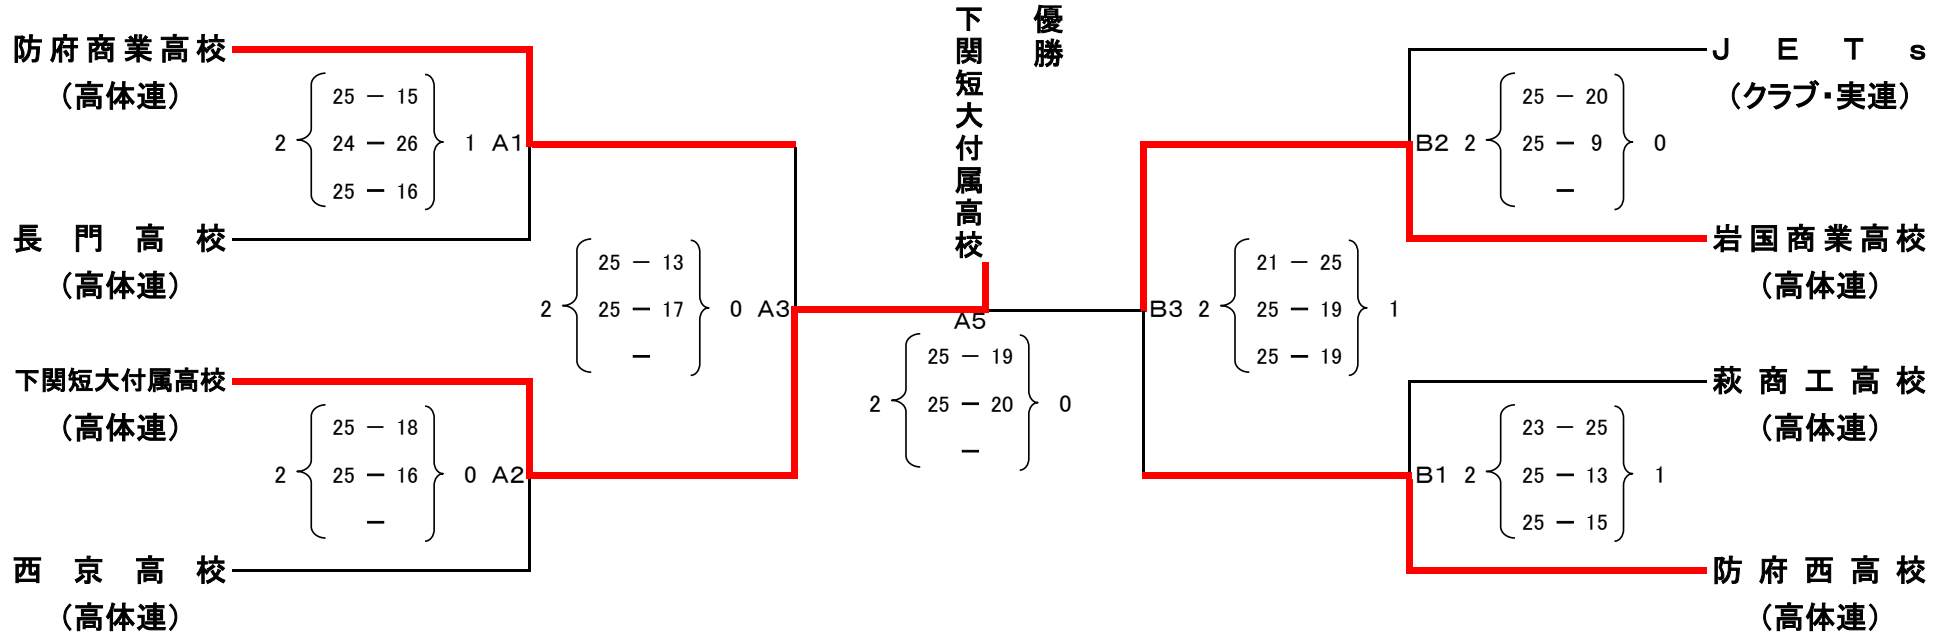 優勝
下関短大付属高校
防府商業高校
(高体連)
2 25 － 15 1 A1
24 － 26
25 － 16
長門高校
(高体連)
2 25 － 13 0 A3
25 － 17
－
下関短大付属高校
(高体連)
2 25 － 18 0 A2
25 － 16
－
西京高校
(高体連)
A5
2 25 － 19 0
25 － 20
－
JETs
(クラブ・実連)
B2 2 25 － 20 0
25 － 9
－
岩国商業高校
(高体連)
B3 2 21 － 25 1
25 － 19
25 － 19
萩商工高校
(高体連)
B1 2 23 － 25 1
25 － 13
25 － 15
防府西高校
(高体連)